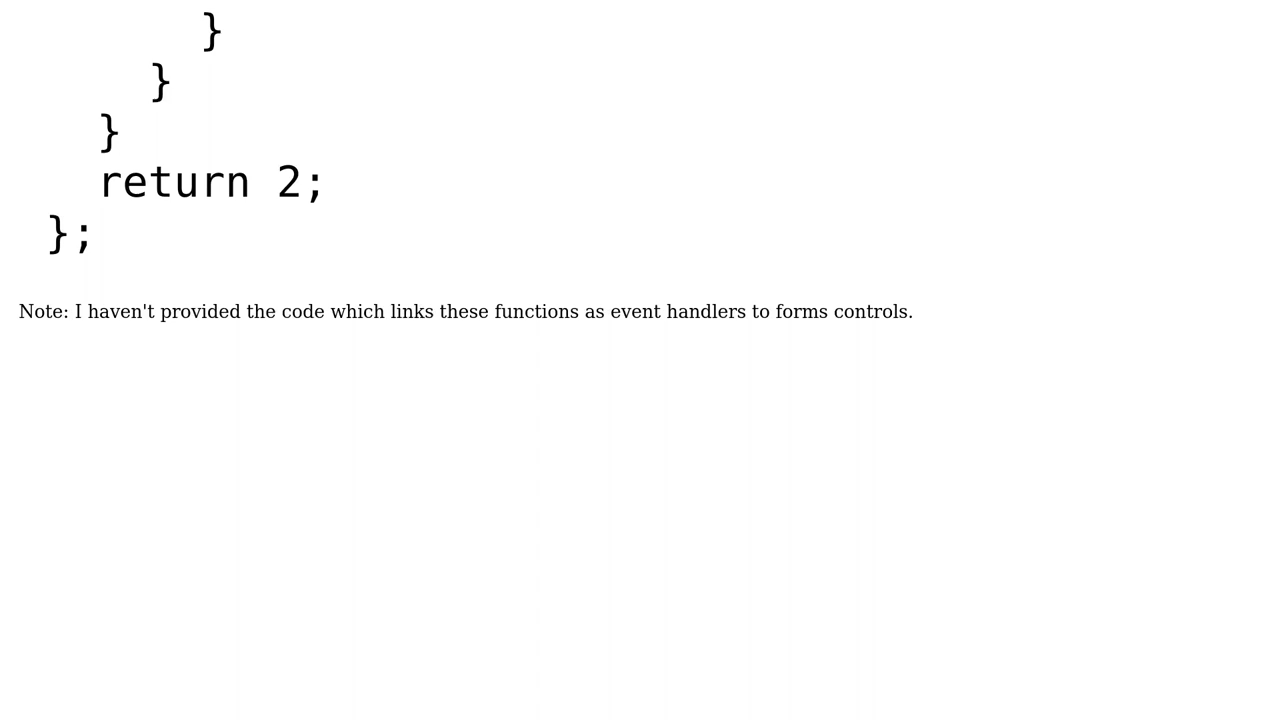 }
}
}
return 2;
};
Note: I haven't provided the code which links these functions as event handlers to forms controls.